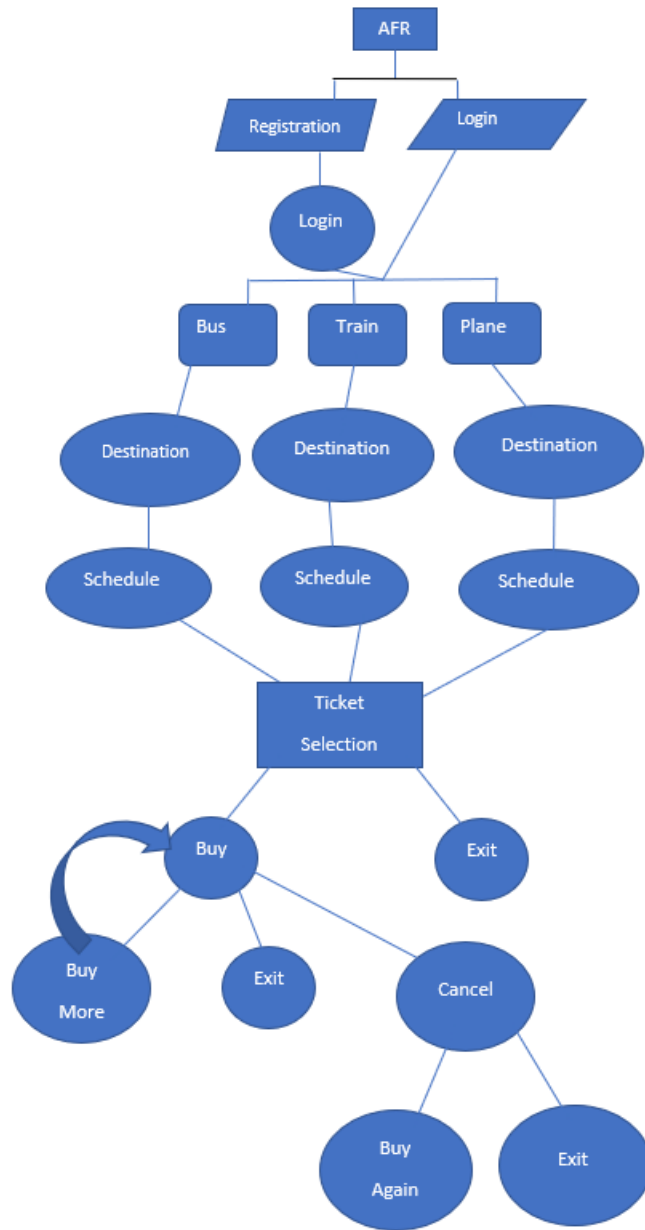 AFR
Registration
Login
Login
Bus
Train
Plane
Destination
Destination
Destination
Schedule
Schedule
Schedule
Ticket
Selection
Buy
Exit
Buy
More
Exit
Cancel
Buy
Again
Exit